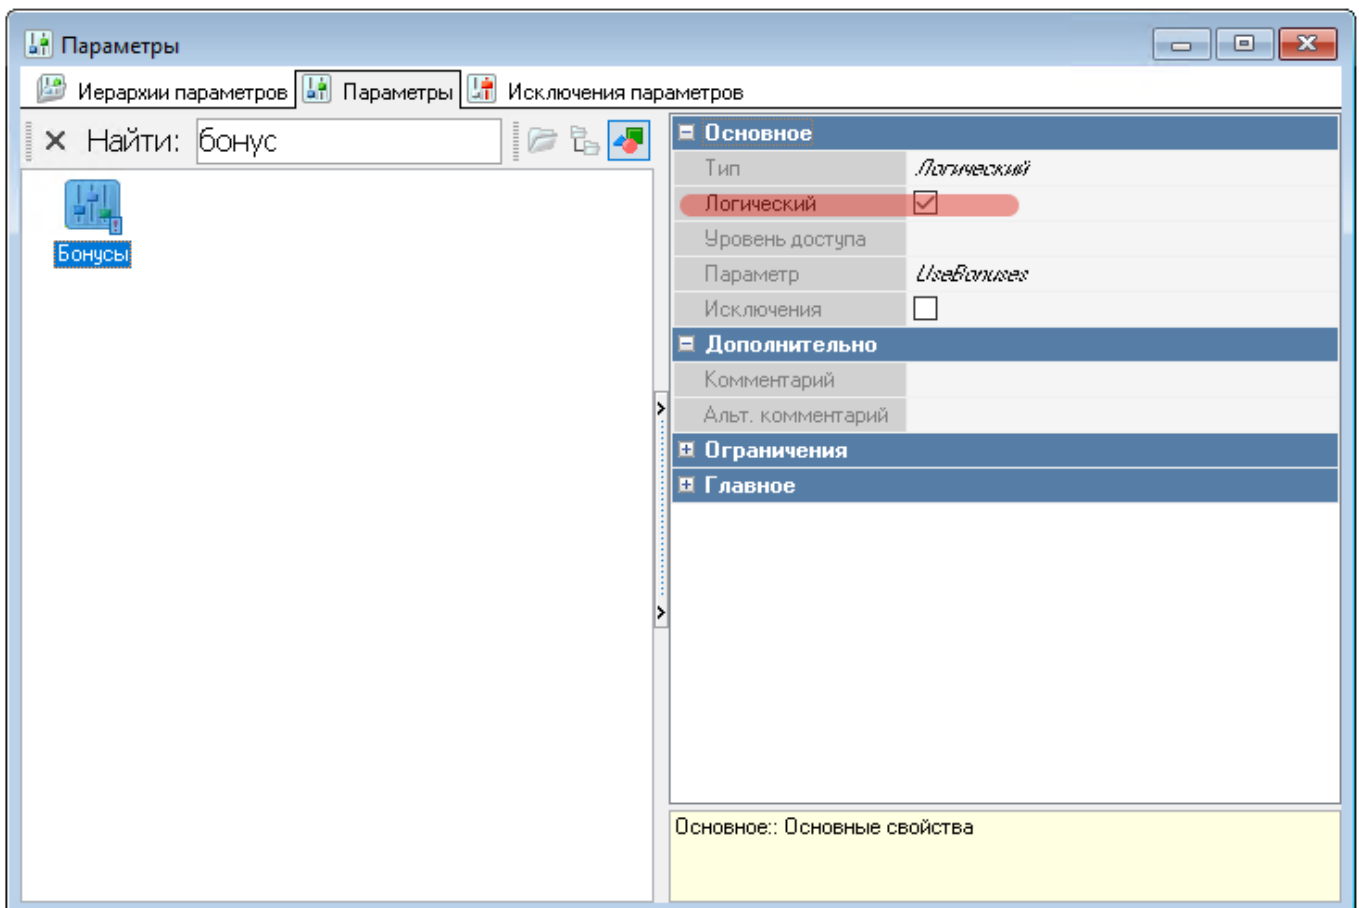 Параметры
Иерархии параметров Параметры Исключения параметров
Найти: бонус
Бонусы
Основное
Тип Логический
Логический
Уровень доступа
Параметр UseBonuses
Исключения
Дополнительно
Комментарий
Альт. комментарий
Ограничения
Главное
Основное:: Основные свойства